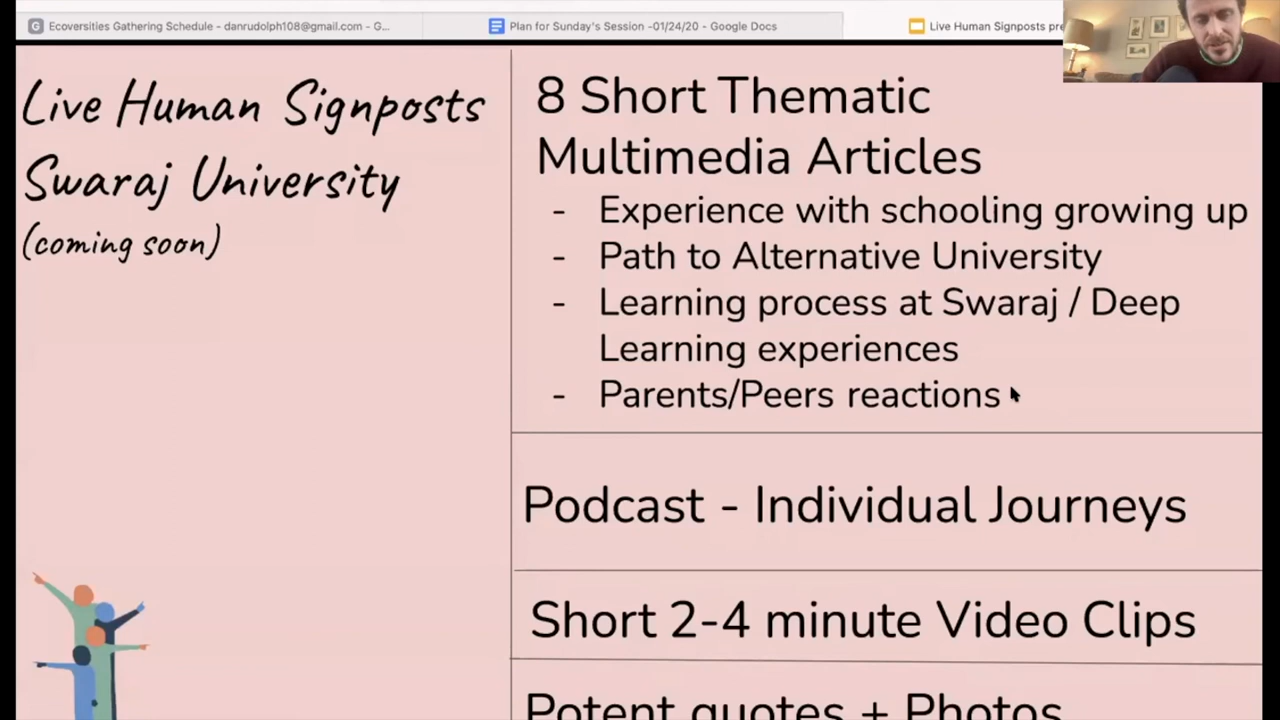 Ecoversities Gathering Schedule - danrudolph108@gmail.com - G...
Plan for Sunday's Session -01/24/20 - Google Docs
Live Human Signposts pre
Live Human Signposts
Swaraj University
(coming soon)
8 Short Thematic
Multimedia Articles
- Experience with schooling growing up
- Path to Alternative University
- Learning process at Swaraj / Deep
Learning experiences
- Parents/Peers reactions
Podcast - Individual Journeys
Short 2-4 minute Video Clips
Potent quotes + Photos